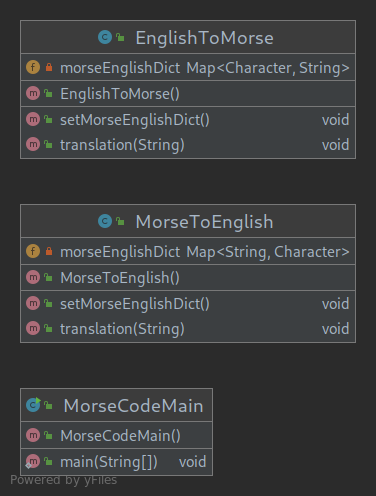 EnglishToMorse
morseEnglishDict Map<Character, String>
EnglishToMorse()
setMorseEnglishDict() void
translation(String) void
MorseToEnglish
morseEnglishDict Map<String, Character>
MorseToEnglish()
setMorseEnglishDict() void
translation(String) void
MorseCodeMain
MorseCodeMain()
main(String[]) void
Powered by yFiles